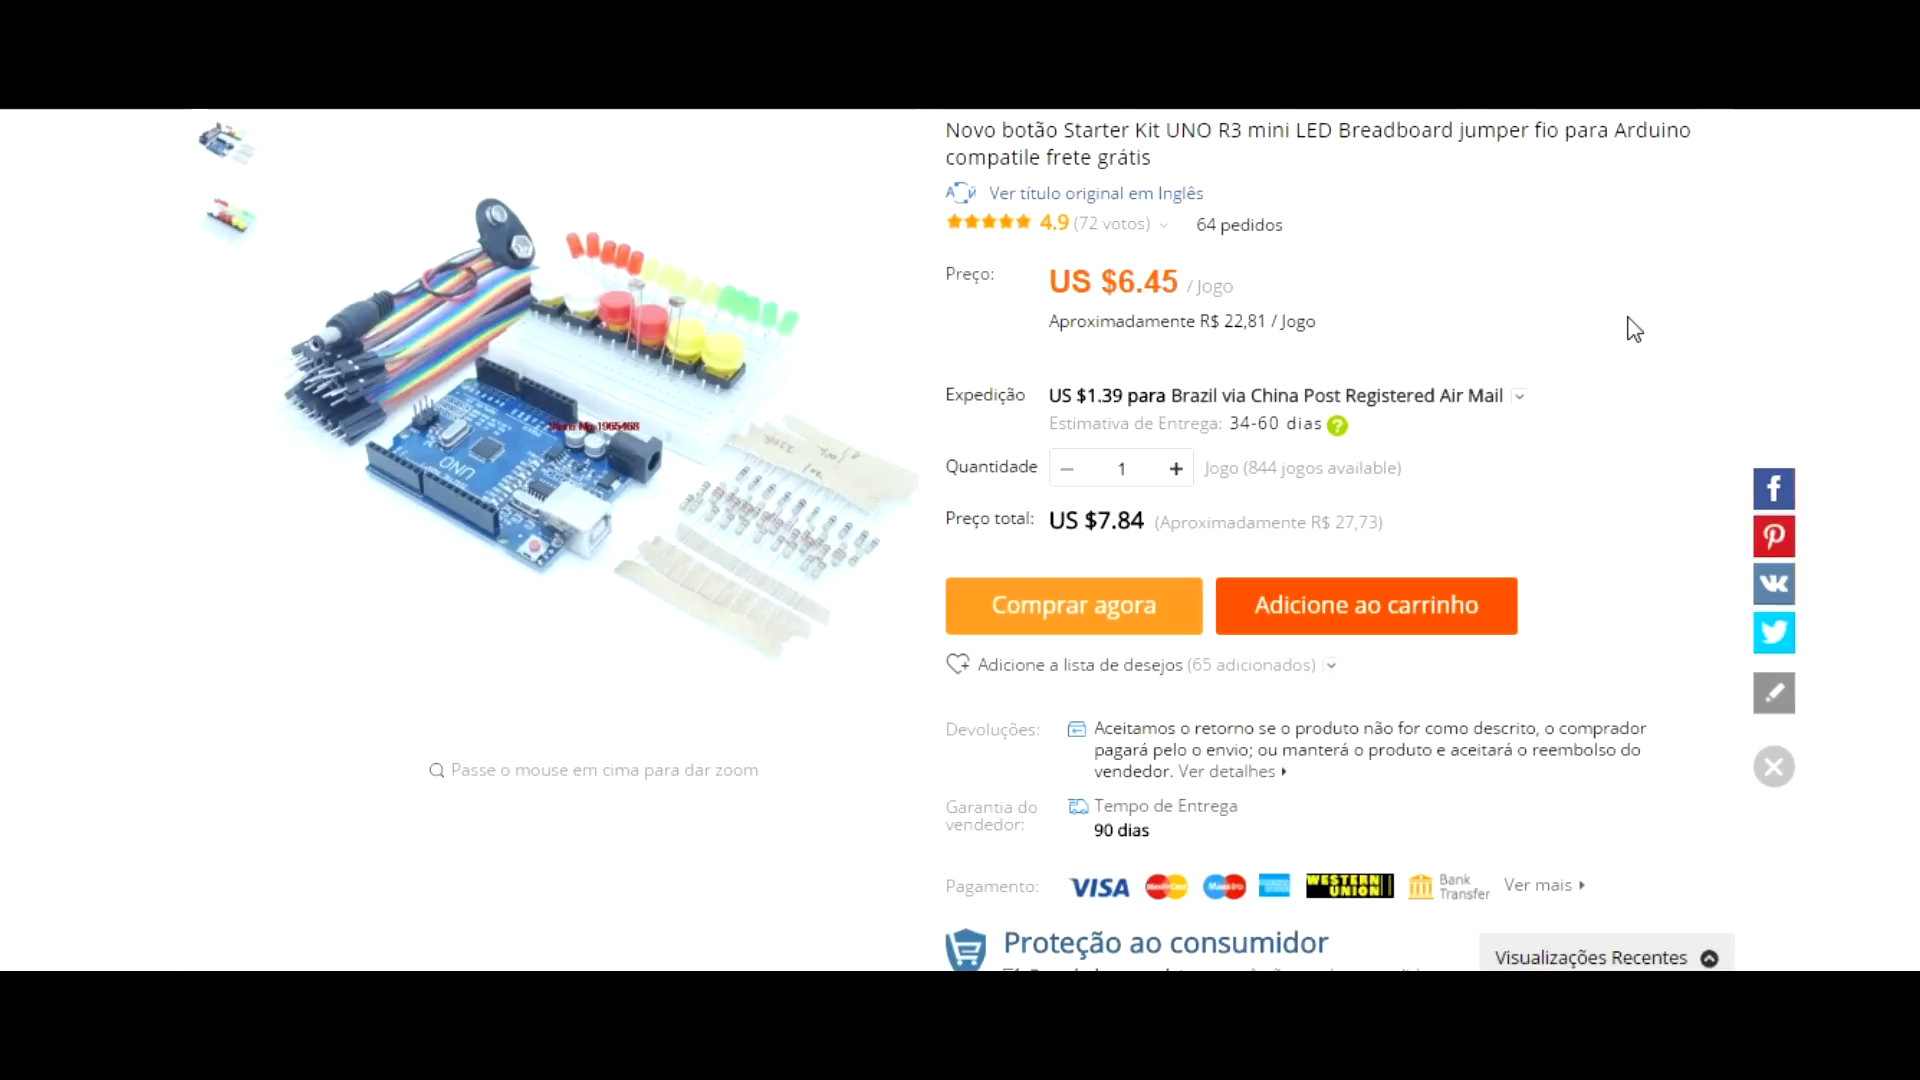 Novo botão Starter Kit UNO R3 mini LED Breadboard jumper fio para Arduino
compatile frete grátis
Ver título original em Inglês
4.9 (72 votos) 64 pedidos
Preço: US $6.45 / Jogo
Aproximadamente R$ 22,81 / Jogo
Expedição US $1.39 para Brazil via China Post Registered Air Mail
Estimativa de Entrega: 34-60 dias ?
Quantidade − 1 + Jogo (844 jogos available)
Preço total: US $7.84 (Aproximadamente R$ 27,73)
Comprar agora Adicione ao carrinho
Adicione a lista de desejos (65 adicionados)
Devoluções: Aceitamos o retorno se o produto não for como descrito, o comprador
pagará pelo o envio; ou manterá o produto e aceitará o reembolso do
vendedor. Ver detalhes
Garantia do
vendedor:
Tempo de Entrega
90 dias
Pagamento: VISA MasterCard Maestro WESTERN UNION Bank Transfer Ver mais
Proteção ao consumidor
Visualizações Recentes
Passe o mouse em cima para dar zoom
Store No: 1965468
UNO